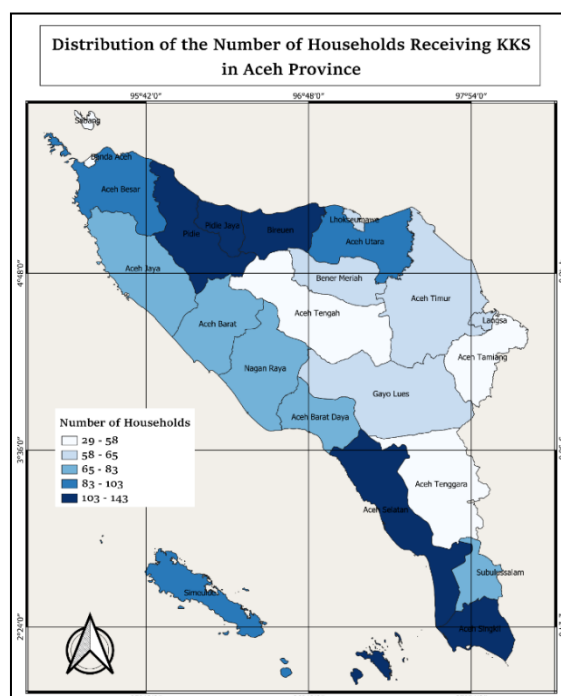 Distribution of the Number of Households Receiving KKS
in Aceh Province
95°42'0"
96°48'0"
97°54'0"
Sabang
Banda Aceh
Aceh Besar
Pidie
Pidie Jaya
Bireuen
Lhokseumawe
Aceh Utara
4°48'0"
Aceh Jaya
Bener Meriah
Aceh Timur
Aceh Tengah
Langsa
Aceh Barat
Aceh Tamiang
Nagan Raya
Gayo Lues
Aceh Barat Daya
Number of Households
29 - 58
58 - 65
65 - 83
83 - 103
103 - 143
3°36'0"
Aceh Tenggara
Aceh Selatan
Subulussalam
Simeulue
2°24'0"
Aceh Singkil